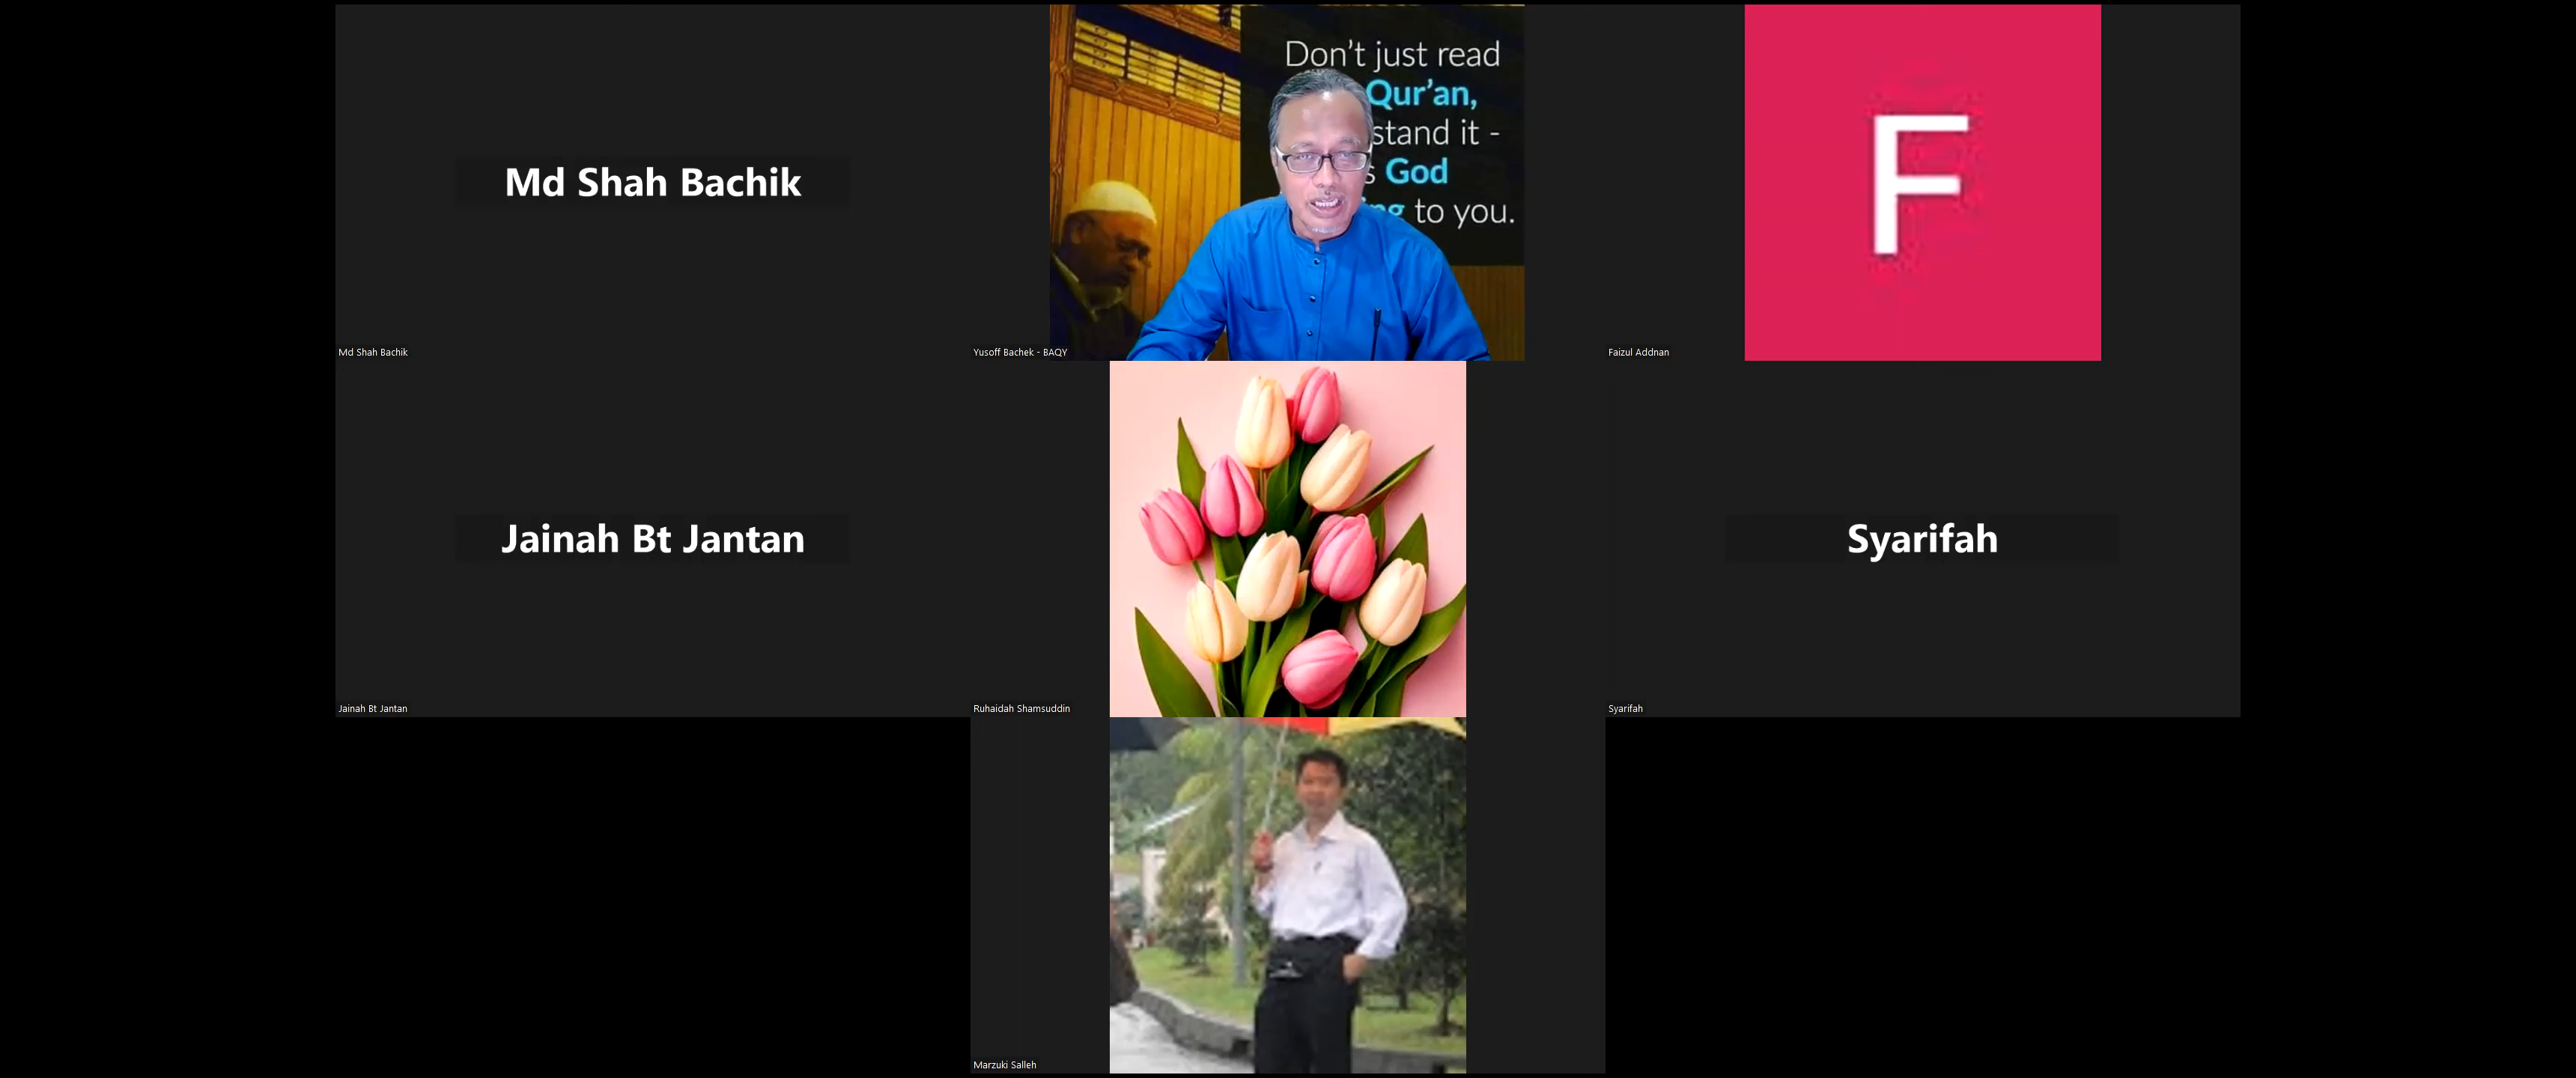 Md Shah Bachik
Md Shah Bachik
Don't just read
Qur'an,
stand it -
s God
ng to you.
Yusoff Bachek - BAQY
F
Faizul Addnan
Jainah Bt Jantan
Jainah Bt Jantan
Ruhaidah Shamsuddin
Syarifah
Syarifah
Marzuki Salleh